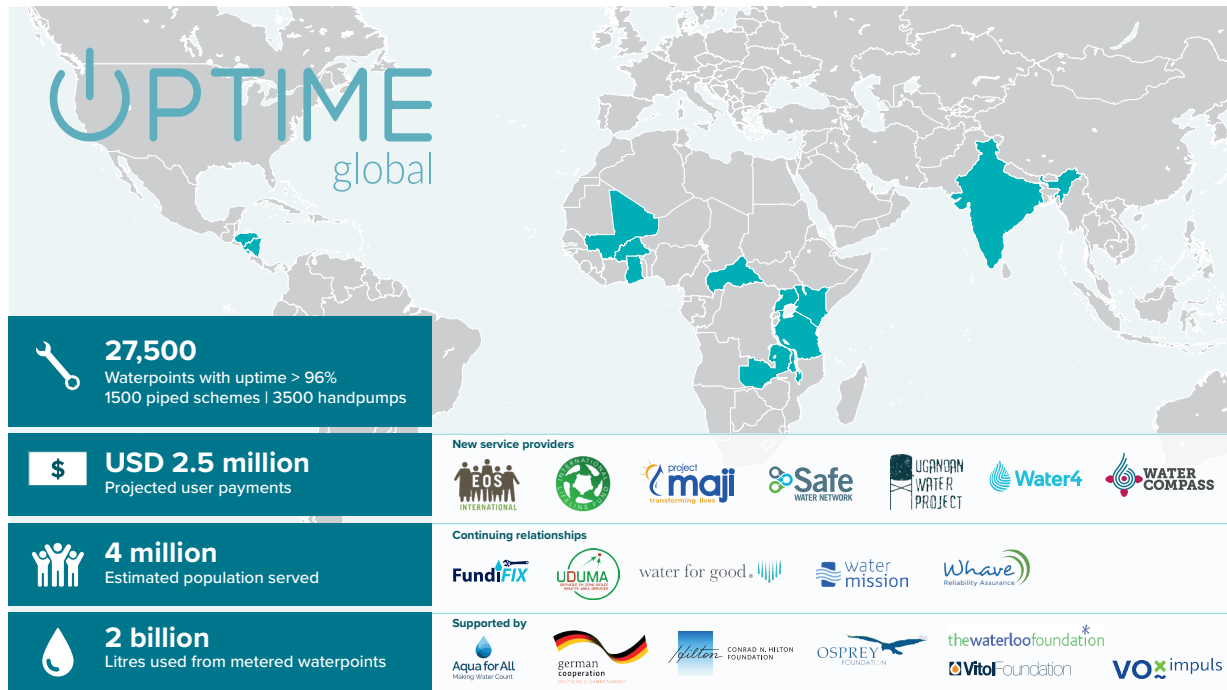 UPTIME
global
27,500
Waterpoints with uptime > 96%
1500 piped schemes | 3500 handpumps
$
USD 2.5 million
Projected user payments
4 million
Estimated population served
2 billion
Litres used from metered waterpoints
New service providers
EOS
INTERNATIONAL
INTERNATIONAL
project
maji
transforming lives
Safe
WATER NETWORK
UGANDAN
WATER
PROJECT
Water4
WATER
COMPASS
Continuing relationships
FundiFIX
UDUMA
water for good.
water
mission
Whave
Reliability Assurance
Supported by
Aqua for All
Making Water Count.
german
cooperation
DEUTSCHE ZUSAMMENARBEIT
Hilton
CONRAD N. HILTON
FOUNDATION
OSPREY
FOUNDATION
thewaterloofoundation
VitolFoundation
VOX impuls